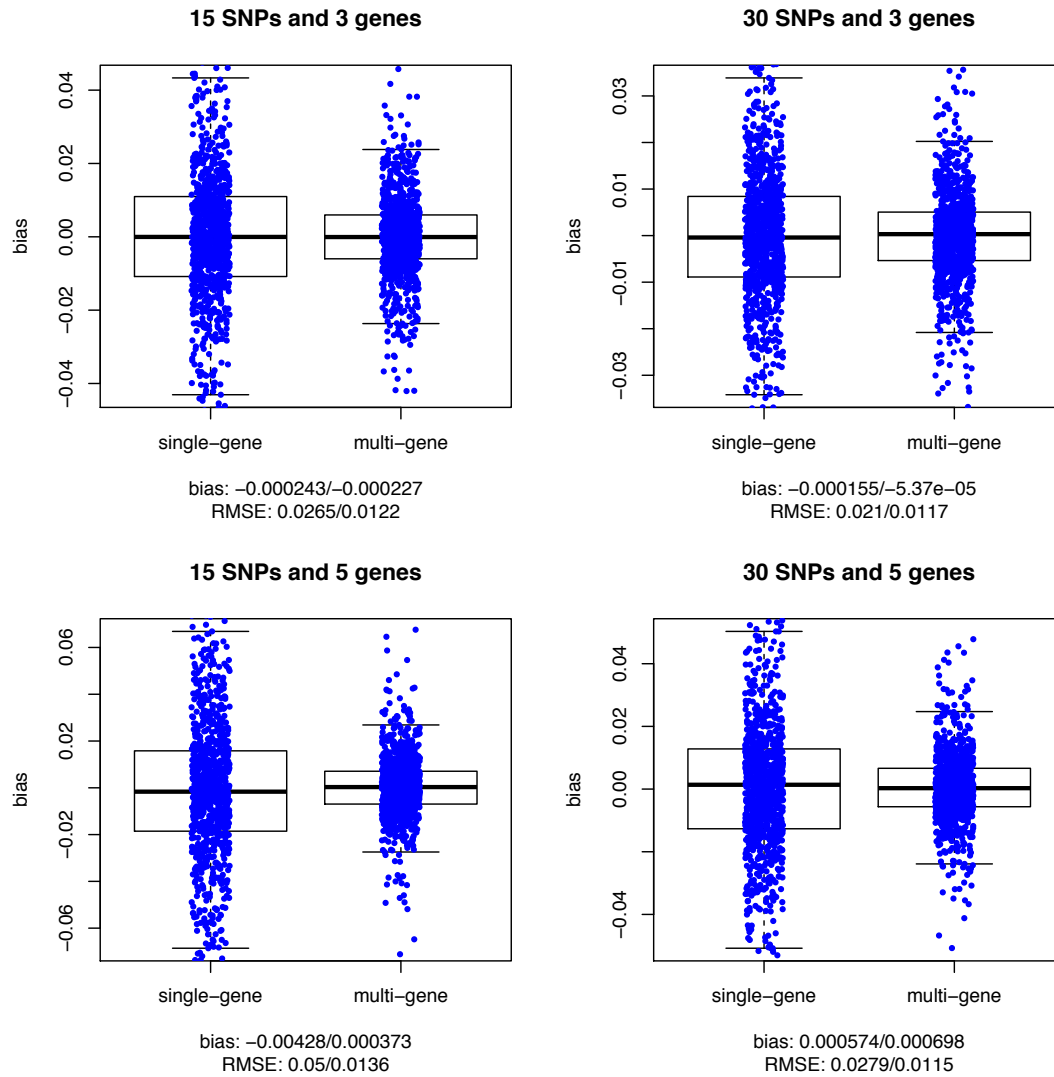 15 SNPs and 3 genes
bias
0.04
0.02
0.00
−0.02
−0.04
single−gene
multi−gene
bias: −0.000243/−0.000227
RMSE: 0.0265/0.0122
30 SNPs and 3 genes
bias
0.03
0.01
−0.01
−0.03
single−gene
multi−gene
bias: −0.000155/−5.37e−05
RMSE: 0.021/0.0117
15 SNPs and 5 genes
bias
0.06
0.02
−0.02
−0.06
single−gene
multi−gene
bias: −0.00428/0.000373
RMSE: 0.05/0.0136
30 SNPs and 5 genes
bias
0.04
0.02
0.00
−0.04
single−gene
multi−gene
bias: 0.000574/0.000698
RMSE: 0.0279/0.0115